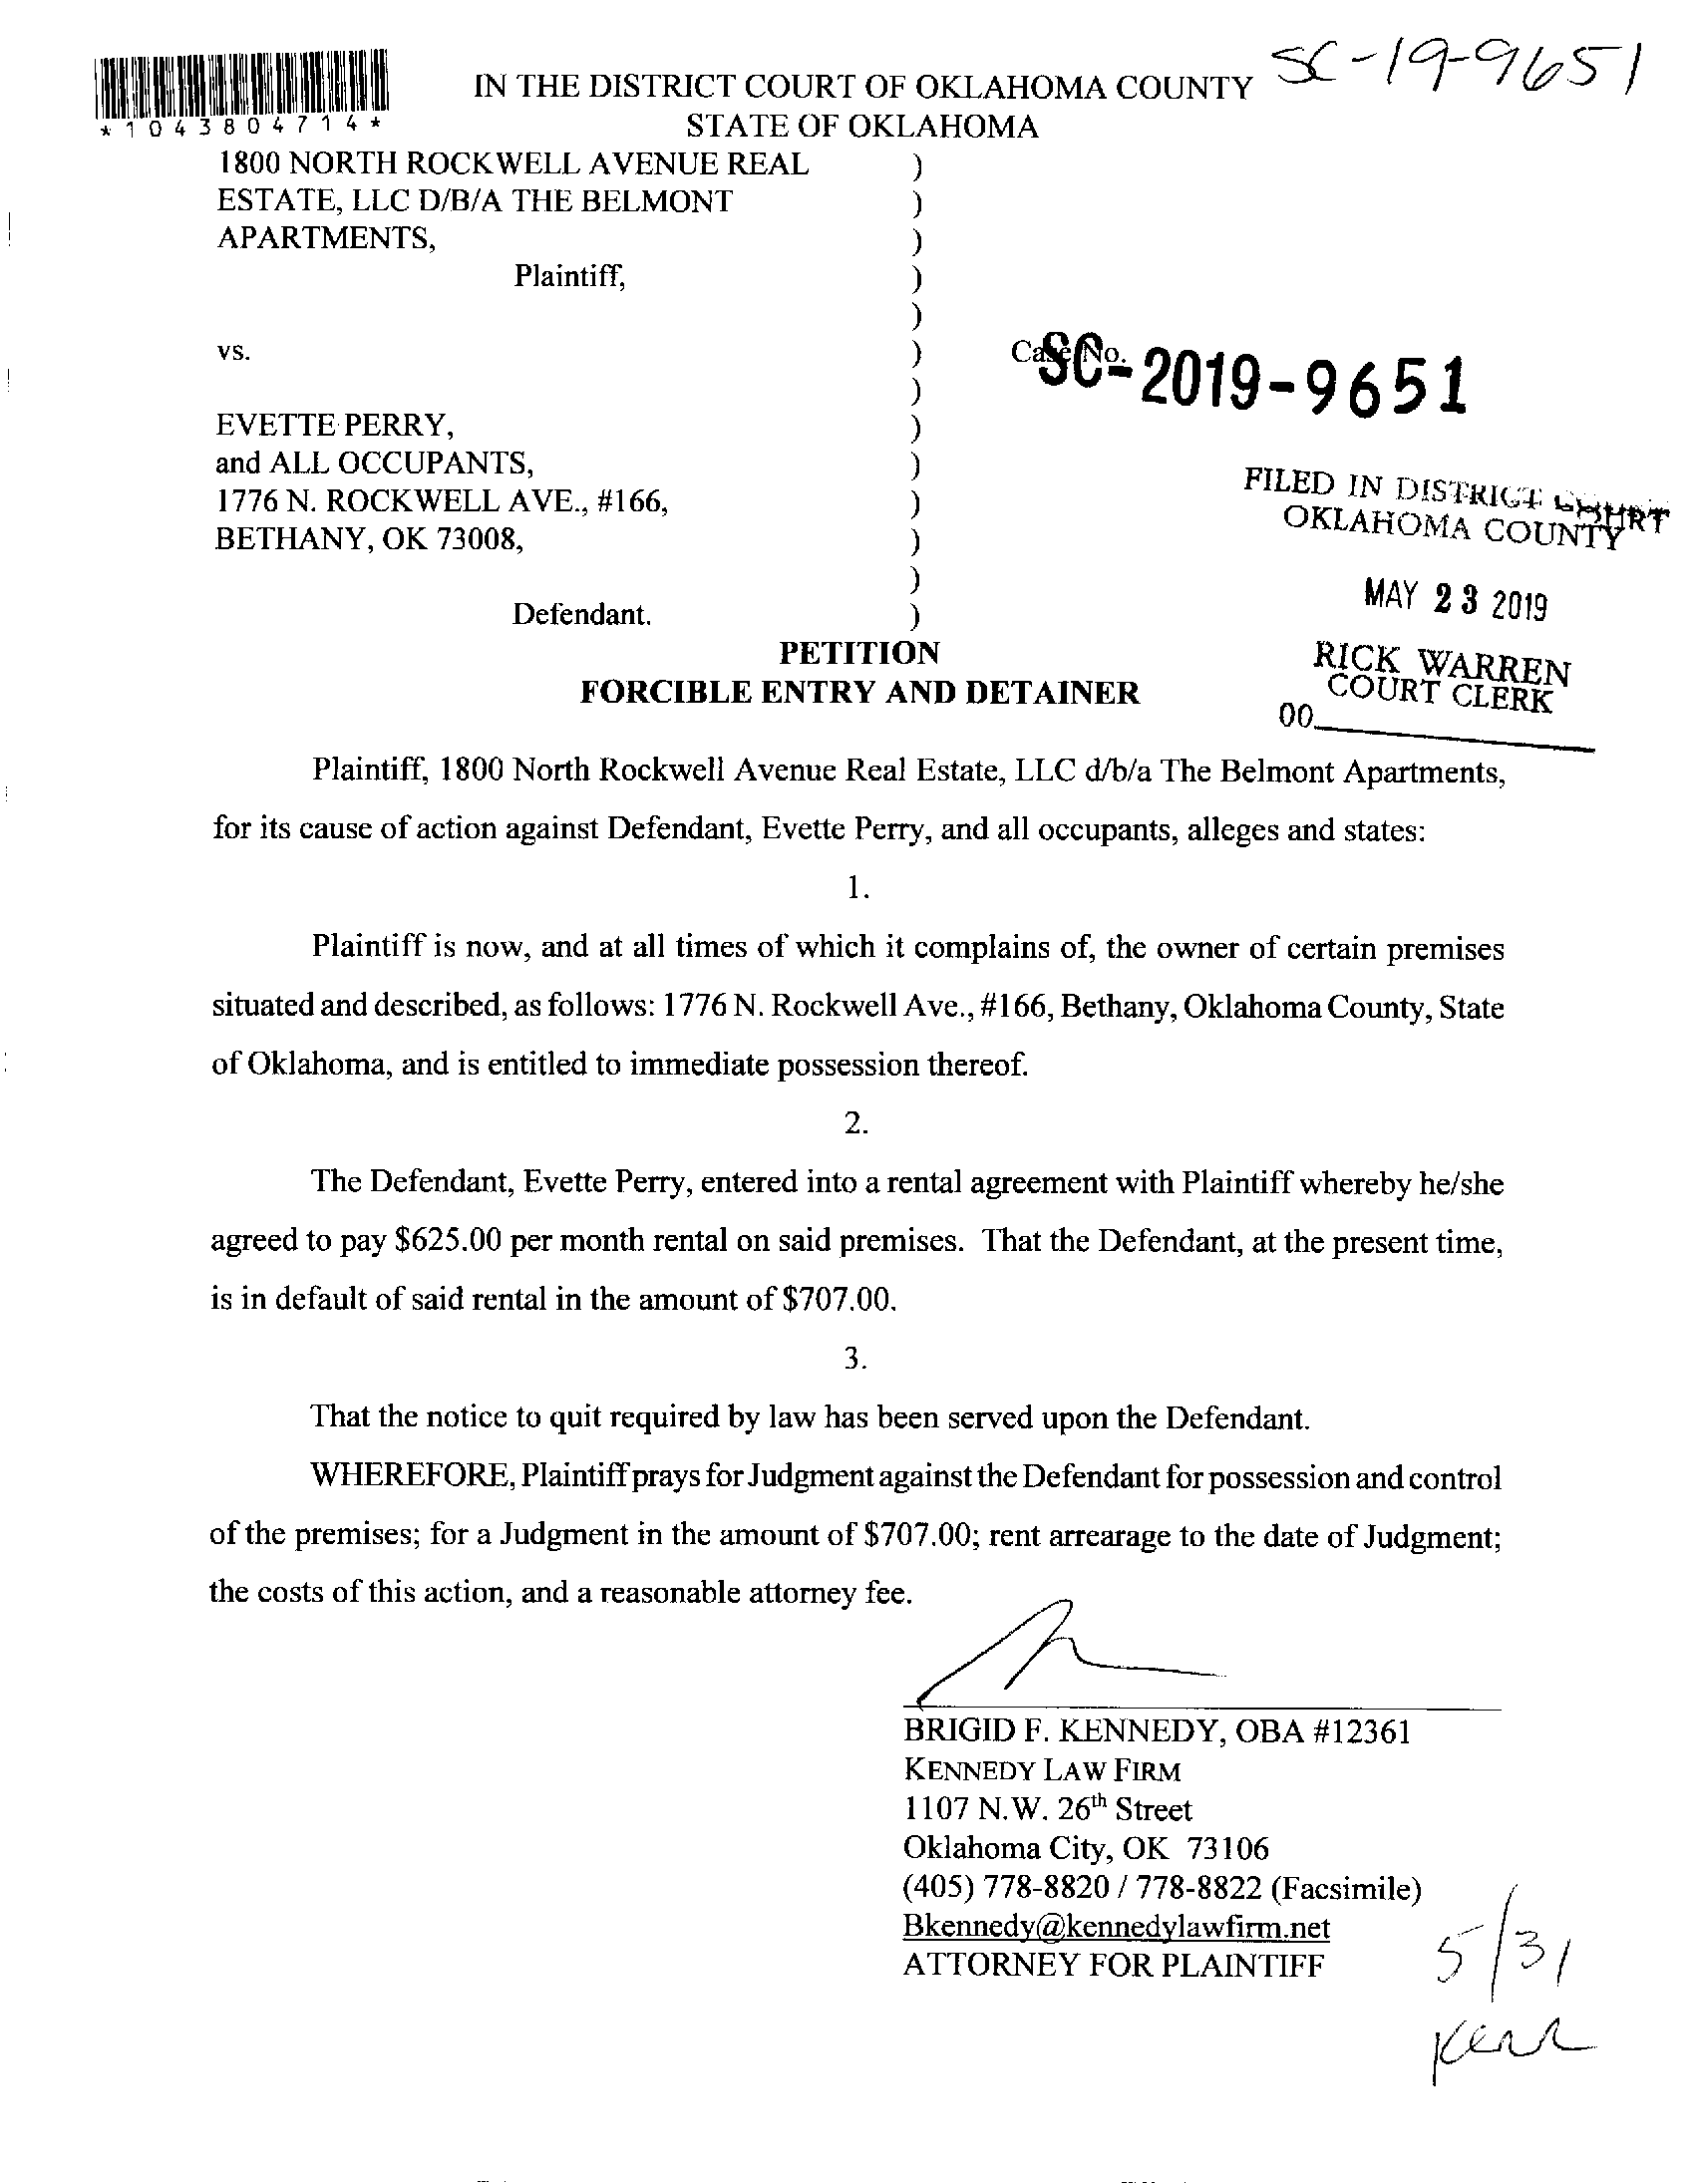 SC-19-9651
*1043804714*
IN THE DISTRICT COURT OF OKLAHOMA COUNTY
STATE OF OKLAHOMA
1800 NORTH ROCKWELL AVENUE REAL )
ESTATE, LLC D/B/A THE BELMONT )
APARTMENTS, )
Plaintiff, )
)
vs. )
Case No. SC-2019-9651
)
EVETTE PERRY, )
and ALL OCCUPANTS, )
1776 N. ROCKWELL AVE., #166, )
BETHANY, OK 73008, )
)
Defendant. )
FILED IN DISTRICT COURT
OKLAHOMA COUNTY
MAY 23 2019
RICK WARREN
COURT CLERK
00
PETITION
FORCIBLE ENTRY AND DETAINER
Plaintiff, 1800 North Rockwell Avenue Real Estate, LLC d/b/a The Belmont Apartments,
for its cause of action against Defendant, Evette Perry, and all occupants, alleges and states:
1.
Plaintiff is now, and at all times of which it complains of, the owner of certain premises
situated and described, as follows: 1776 N. Rockwell Ave., #166, Bethany, Oklahoma County, State
of Oklahoma, and is entitled to immediate possession thereof.
2.
The Defendant, Evette Perry, entered into a rental agreement with Plaintiff whereby he/she
agreed to pay $625.00 per month rental on said premises. That the Defendant, at the present time,
is in default of said rental in the amount of $707.00.
3.
That the notice to quit required by law has been served upon the Defendant.
WHEREFORE, Plaintiff prays for Judgment against the Defendant for possession and control
of the premises; for a Judgment in the amount of $707.00; rent arrearage to the date of Judgment;
the costs of this action, and a reasonable attorney fee.
BRIGID F. KENNEDY, OBA #12361
KENNEDY LAW FIRM
1107 N.W. 26th Street
Oklahoma City, OK 73106
(405) 778-8820 / 778-8822 (Facsimile)
Bkennedy@kennedylawfirm.net
ATTORNEY FOR PLAINTIFF
5/31
Kerr